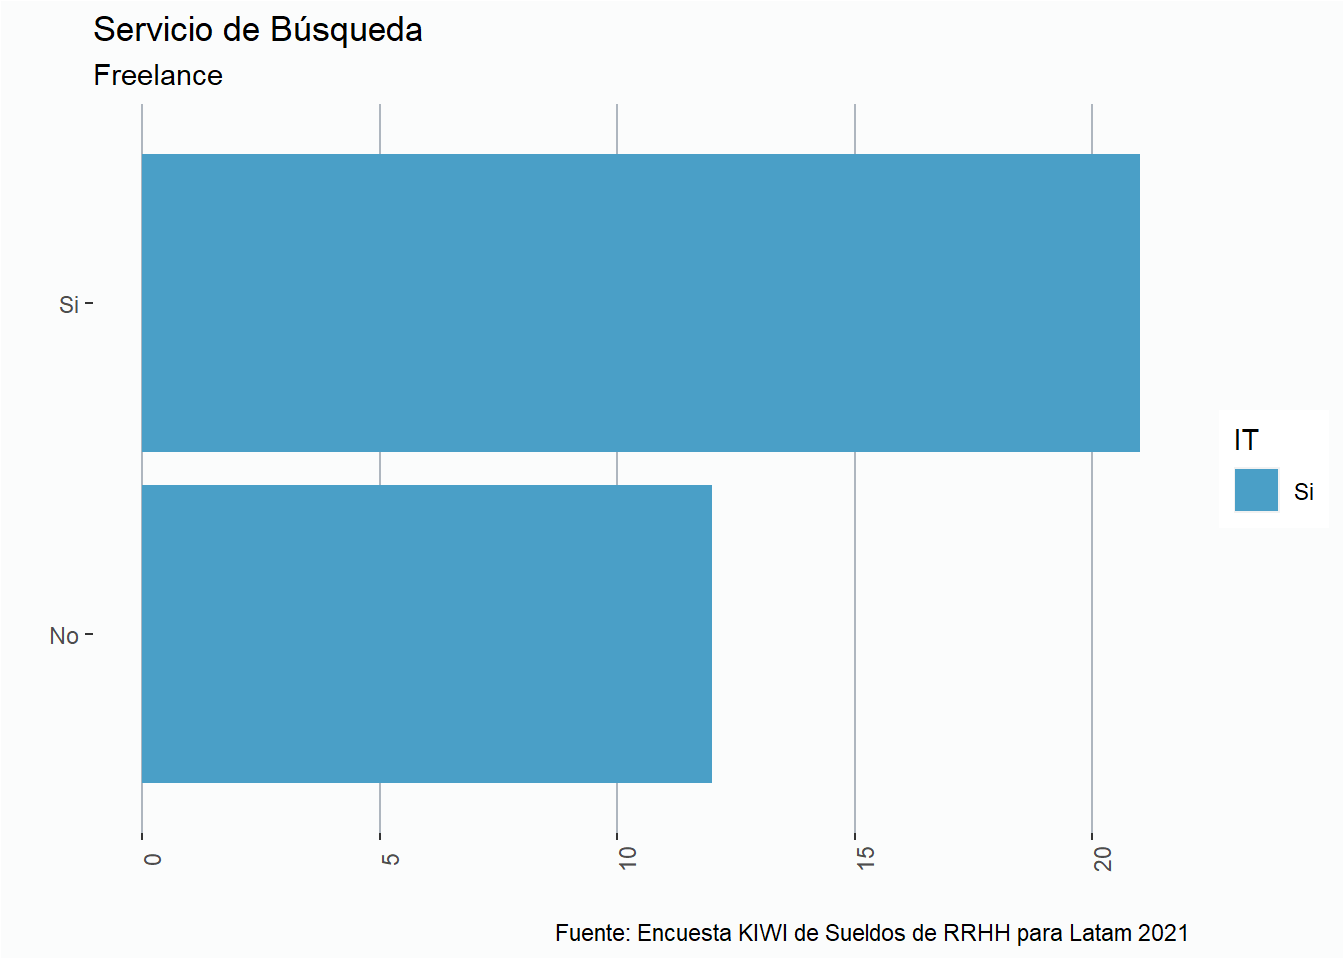 Servicio de Búsqueda
Freelance
Si
No
0 5 10 15 20
IT
Si
Fuente: Encuesta KIWI de Sueldos de RRHH para Latam 2021